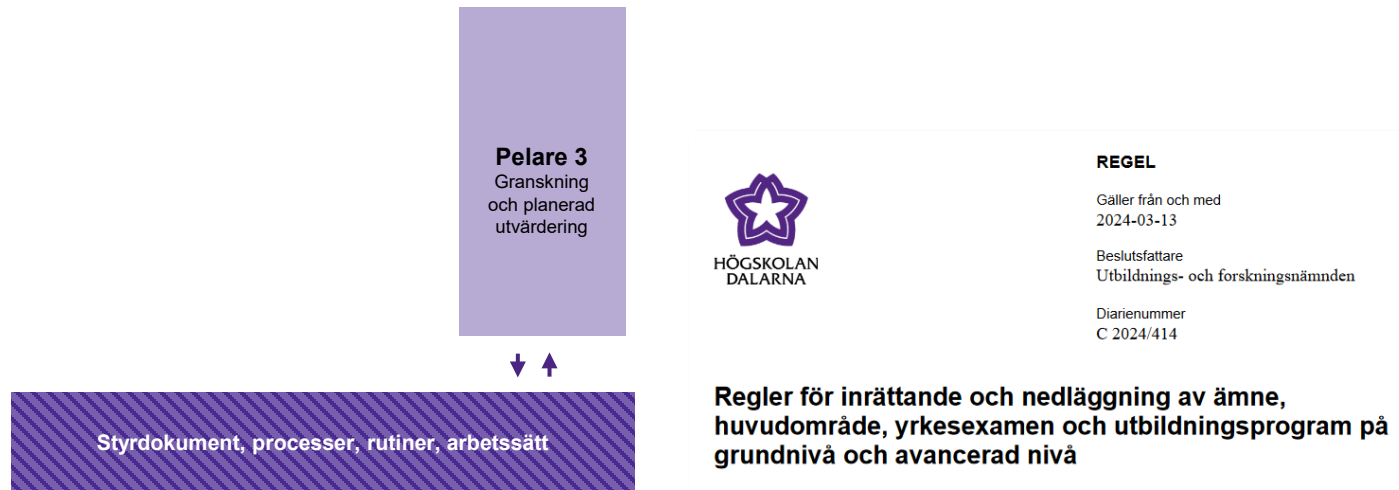 Pelare 3
Granskning
och planerad
utvärdering
Styrdokument, processer, rutiner, arbetssätt
HÖGSKOLAN
DALARNA
REGEL
Gäller från och med
2024-03-13
Beslutsfattare
Utbildnings- och forskningsnämnden
Diarienummer
C 2024/414
Regler för inrättande och nedläggning av ämne,
huvudområde, yrkesexamen och utbildningsprogram på
grundnivå och avancerad nivå